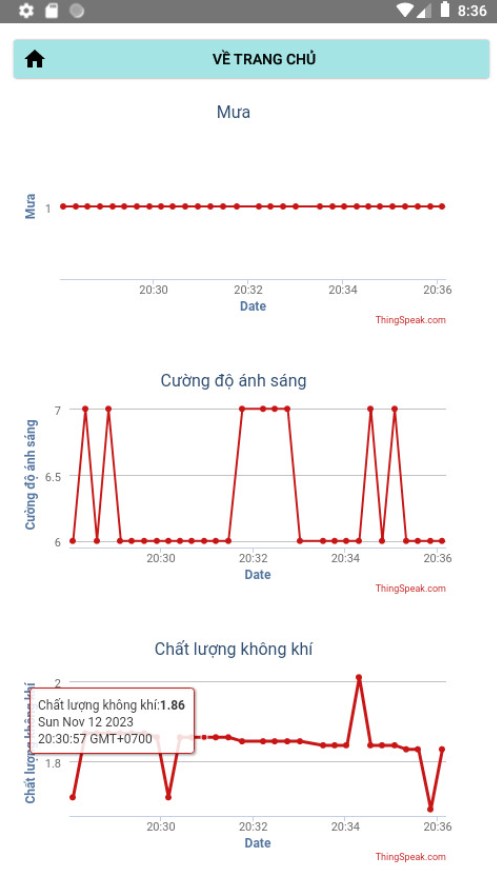 8:36
VỀ TRANG CHỦ
Mưa
Mưa
1
20:30 20:32 20:34 20:36
Date
ThingSpeak.com
Cường độ ánh sáng
Cường độ ánh sáng
7
6.5
6
20:30 20:32 20:34 20:36
Date
ThingSpeak.com
Chất lượng không khí
Chất lượng không khí
2
Chất lượng không khí:1.86
Sun Nov 12 2023
20:30:57 GMT+0700
1.8
20:30 20:32 20:34 20:36
Date
ThingSpeak.com